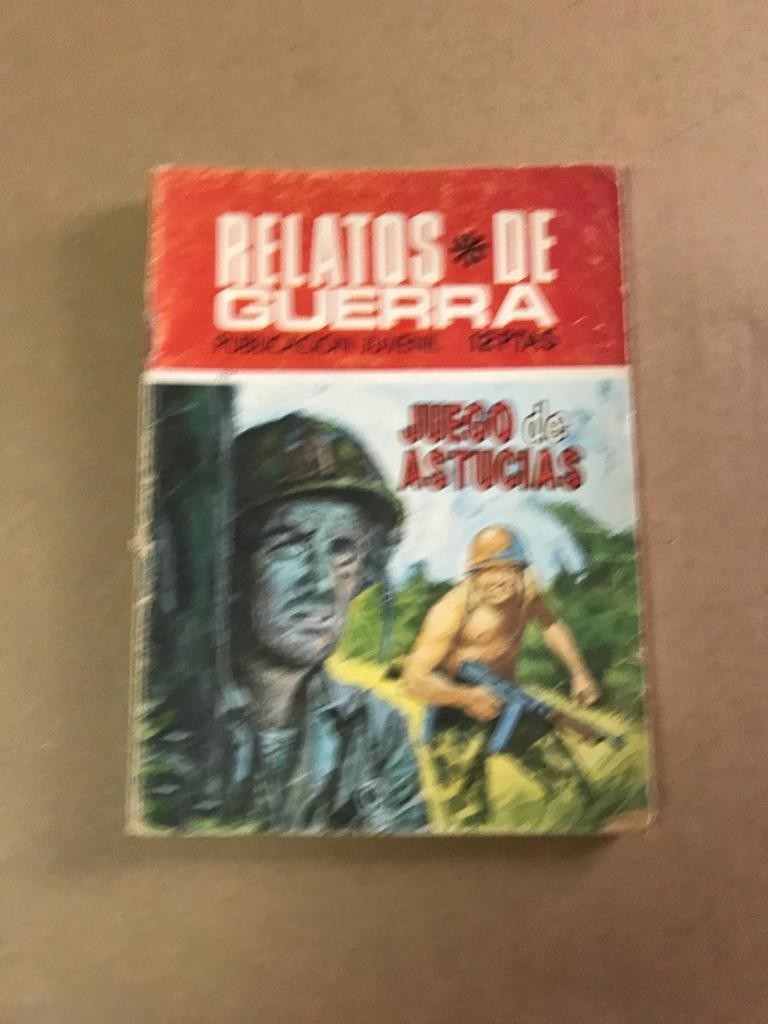 RELATOS * DE
GUERRA
PUBLICACION JUVENIL 12 PTAS
JUEGO de
ASTUCIAS